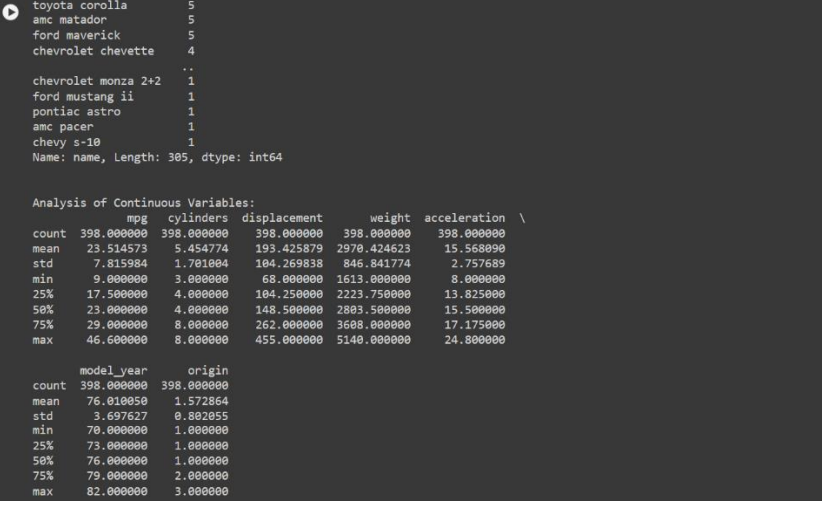 toyota corolla 5
amc matador 5
ford maverick 5
chevrolet chevette 4
..
chevrolet monza 2+2 1
ford mustang ii 1
pontiac astro 1
amc pacer 1
chevy s-10 1
Name: name, Length: 305, dtype: int64
Analysis of Continuous Variables:
mpg cylinders displacement weight acceleration \
count 398.000000 398.000000 398.000000 398.000000 398.000000
mean 23.514573 5.454774 193.425879 2970.424623 15.568090
std 7.815984 1.701004 104.269838 846.841774 2.757689
min 9.000000 3.000000 68.000000 1613.000000 8.000000
25% 17.500000 4.000000 104.250000 2223.750000 13.825000
50% 23.000000 4.000000 148.500000 2803.500000 15.500000
75% 29.000000 8.000000 262.000000 3608.000000 17.175000
max 46.600000 8.000000 455.000000 5140.000000 24.800000
model_year origin
count 398.000000 398.000000
mean 76.010050 1.572864
std 3.697627 0.802055
min 70.000000 1.000000
25% 73.000000 1.000000
50% 76.000000 1.000000
75% 79.000000 2.000000
max 82.000000 3.000000